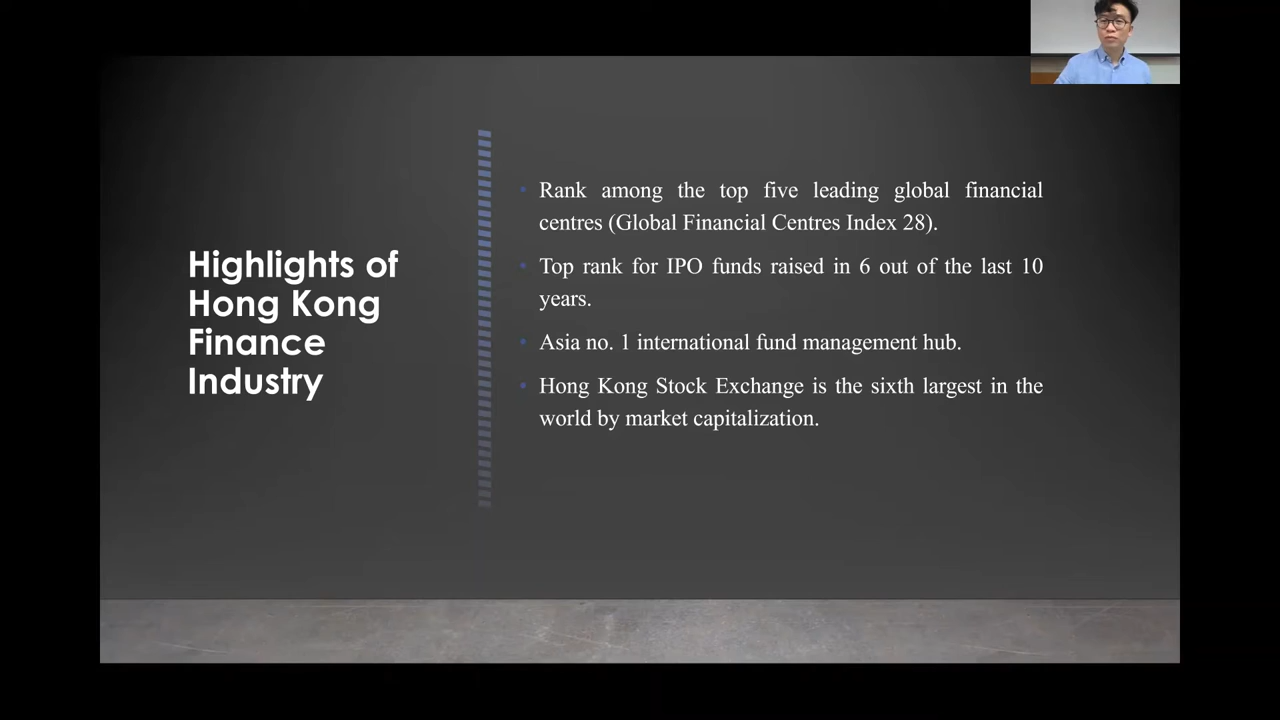 Highlights of
Hong Kong
Finance
Industry
• Rank among the top five leading global financial
centres (Global Financial Centres Index 28).
• Top rank for IPO funds raised in 6 out of the last 10
years.
• Asia no. 1 international fund management hub.
• Hong Kong Stock Exchange is the sixth largest in the
world by market capitalization.